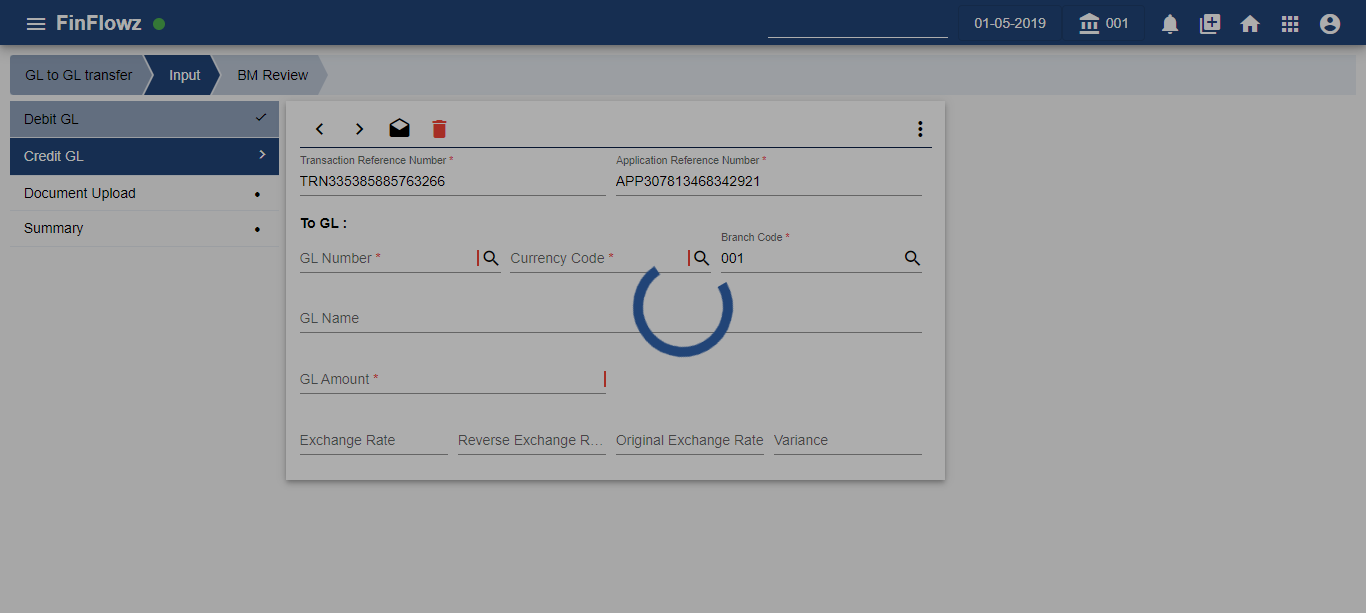 FinFlowz
01-05-2019
001
GL to GL transfer
Input
BM Review
Debit GL
Credit GL
Document Upload
Summary
Transaction Reference Number *
Application Reference Number *
TRN335385885763266
APP307813468342921
To GL :
Branch Code *
GL Number *
Currency Code *
001
GL Name
GL Amount *
Exchange Rate
Reverse Exchange R...
Original Exchange Rate
Variance